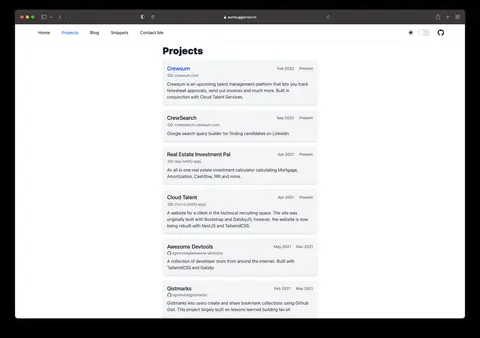 Home Projects Blog Snippets Contact Me
Projects
Crewsum Feb 2022 Present
crewsum.com
Crewsum is an upcoming talent management platform that lets you track
timesheet approvals, send out invoices and much more. Built in
conjunction with Cloud Talent Services.
CrewSearch Sep 2022 Present
crewsearch.crewsum.com
Google search query builder for finding candidates on Linkedin
Real Estate Investment Pal Jun 2021 Present
An all in one real estate investment calculator calculating Mortgage,
Amortization, Cashflow, IRR and more.
Cloud Talent Apr 2021 Present
A website for a client in the technical recruiting space. The site was
originally built with Bootstrap and GatsbyJS; however, the website is now
being rebuilt with NextJS and TailwindCSS.
Awesome Devtools May 2021 Dec 2021
A collection of developer tools from around the internet. Built with
TailwindCSS and Gatsby
Gistmarks Feb 2021 May 2021
Gistmarks lets users create and share bookmark collections using Github
Gist. This project largely built on lessons learned building fav.sh